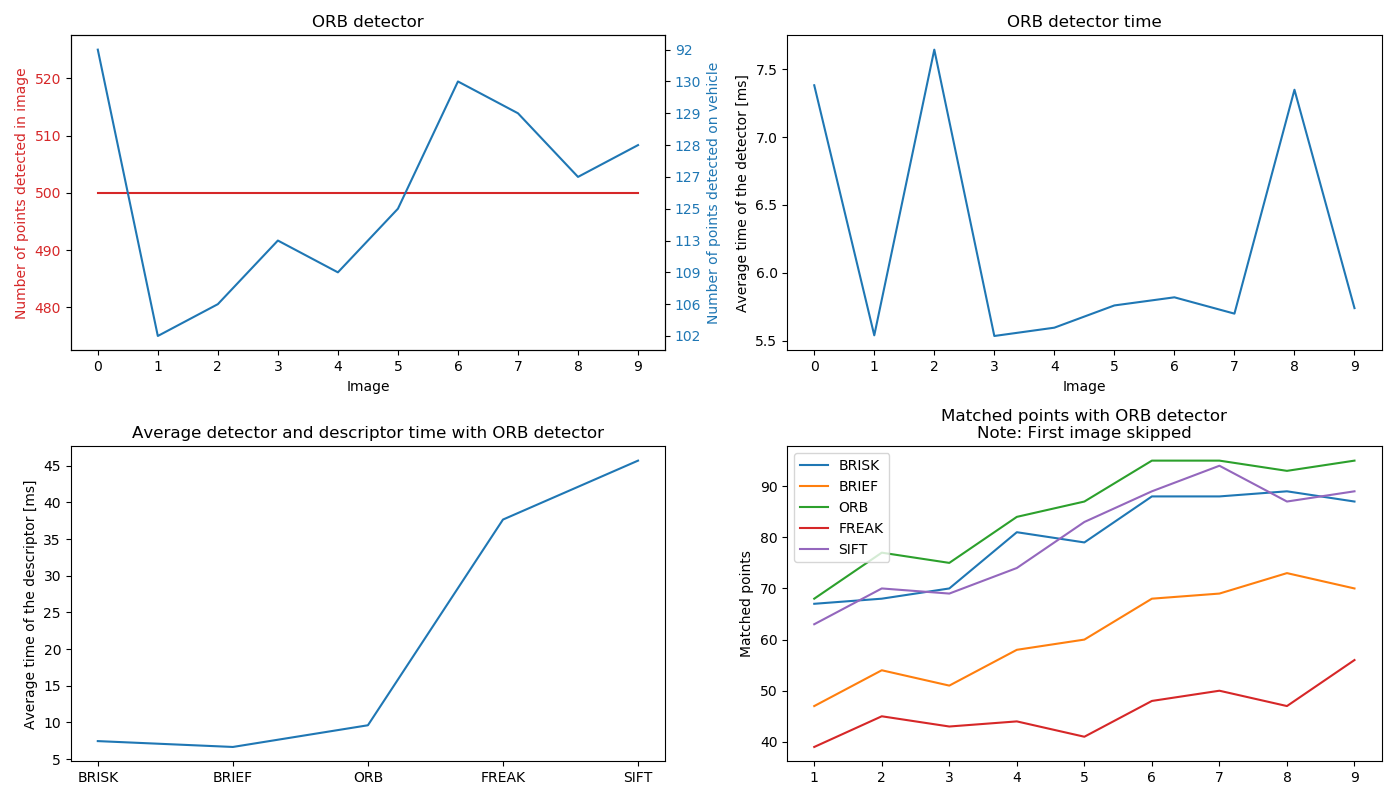 ORB detector
Number of points detected in image
520
510
500
490
480
92
130
129
128
127
125
113
109
106
102
Number of points detected on vehicle
0 1 2 3 4 5 6 7 8 9
Image
ORB detector time
Average time of the detector [ms]
7.5
7.0
6.5
6.0
5.5
0 1 2 3 4 5 6 7 8 9
Image
Average detector and descriptor time with ORB detector
Average time of the descriptor [ms]
45
40
35
30
25
20
15
10
5
BRISK BRIEF ORB FREAK SIFT
Matched points with ORB detector
Note: First image skipped
BRISK
BRIEF
ORB
FREAK
SIFT
Matched points
90
80
70
60
50
40
1 2 3 4 5 6 7 8 9